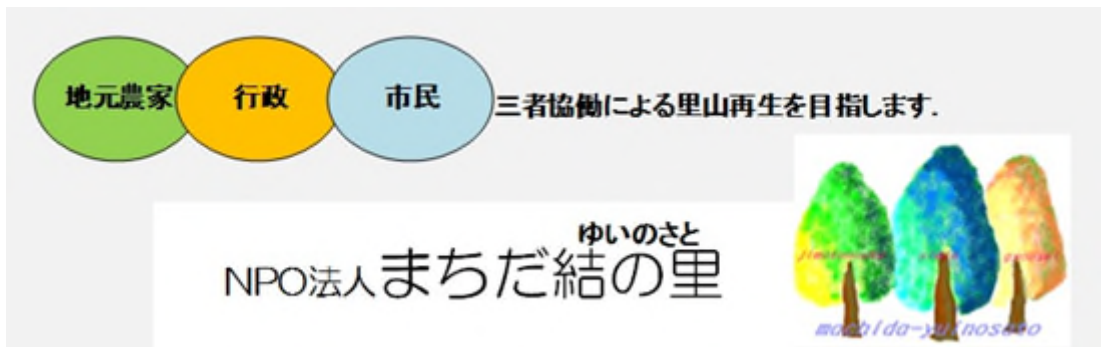 地元農家 行政 市民 三者協働による里山再生を目指します.
ゆいのさと
NPO法人まちだ結の里
machida-yuinosato